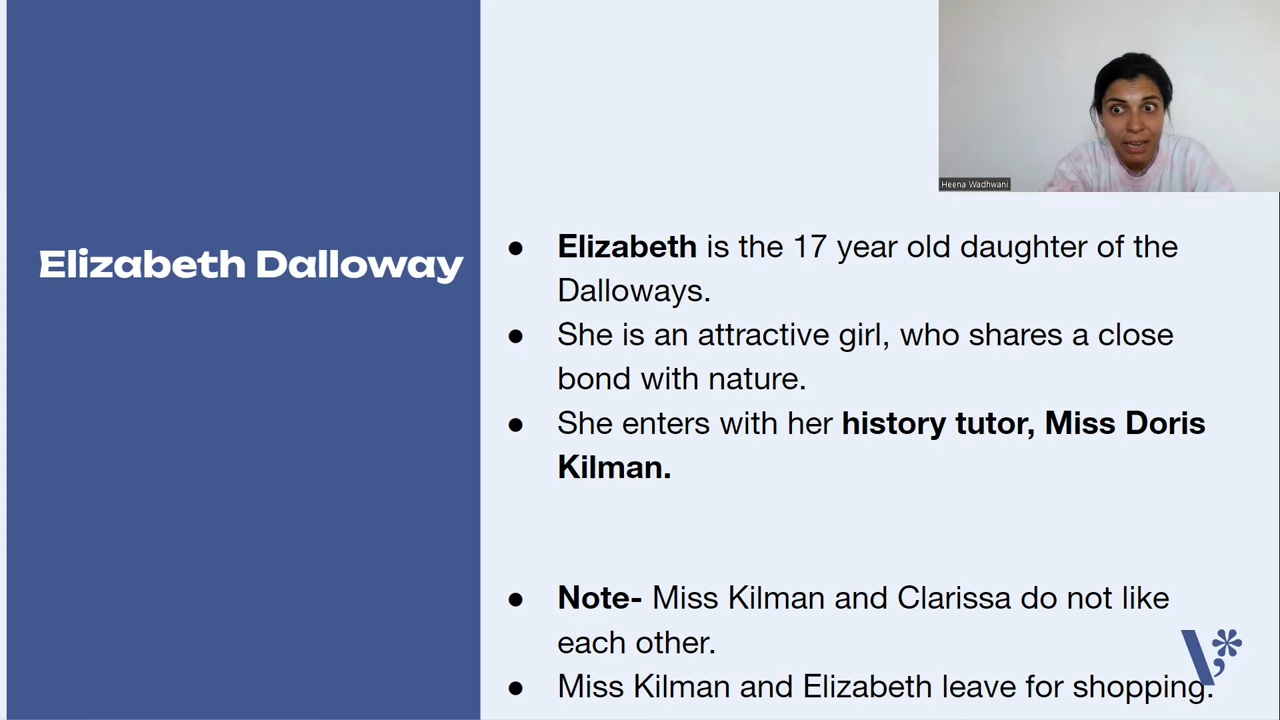 Heena Wadhwani
Elizabeth Dalloway
● Elizabeth is the 17 year old daughter of the
Dalloways.
● She is an attractive girl, who shares a close
bond with nature.
● She enters with her history tutor, Miss Doris
Kilman.
● Note- Miss Kilman and Clarissa do not like
each other.
● Miss Kilman and Elizabeth leave for shopping.